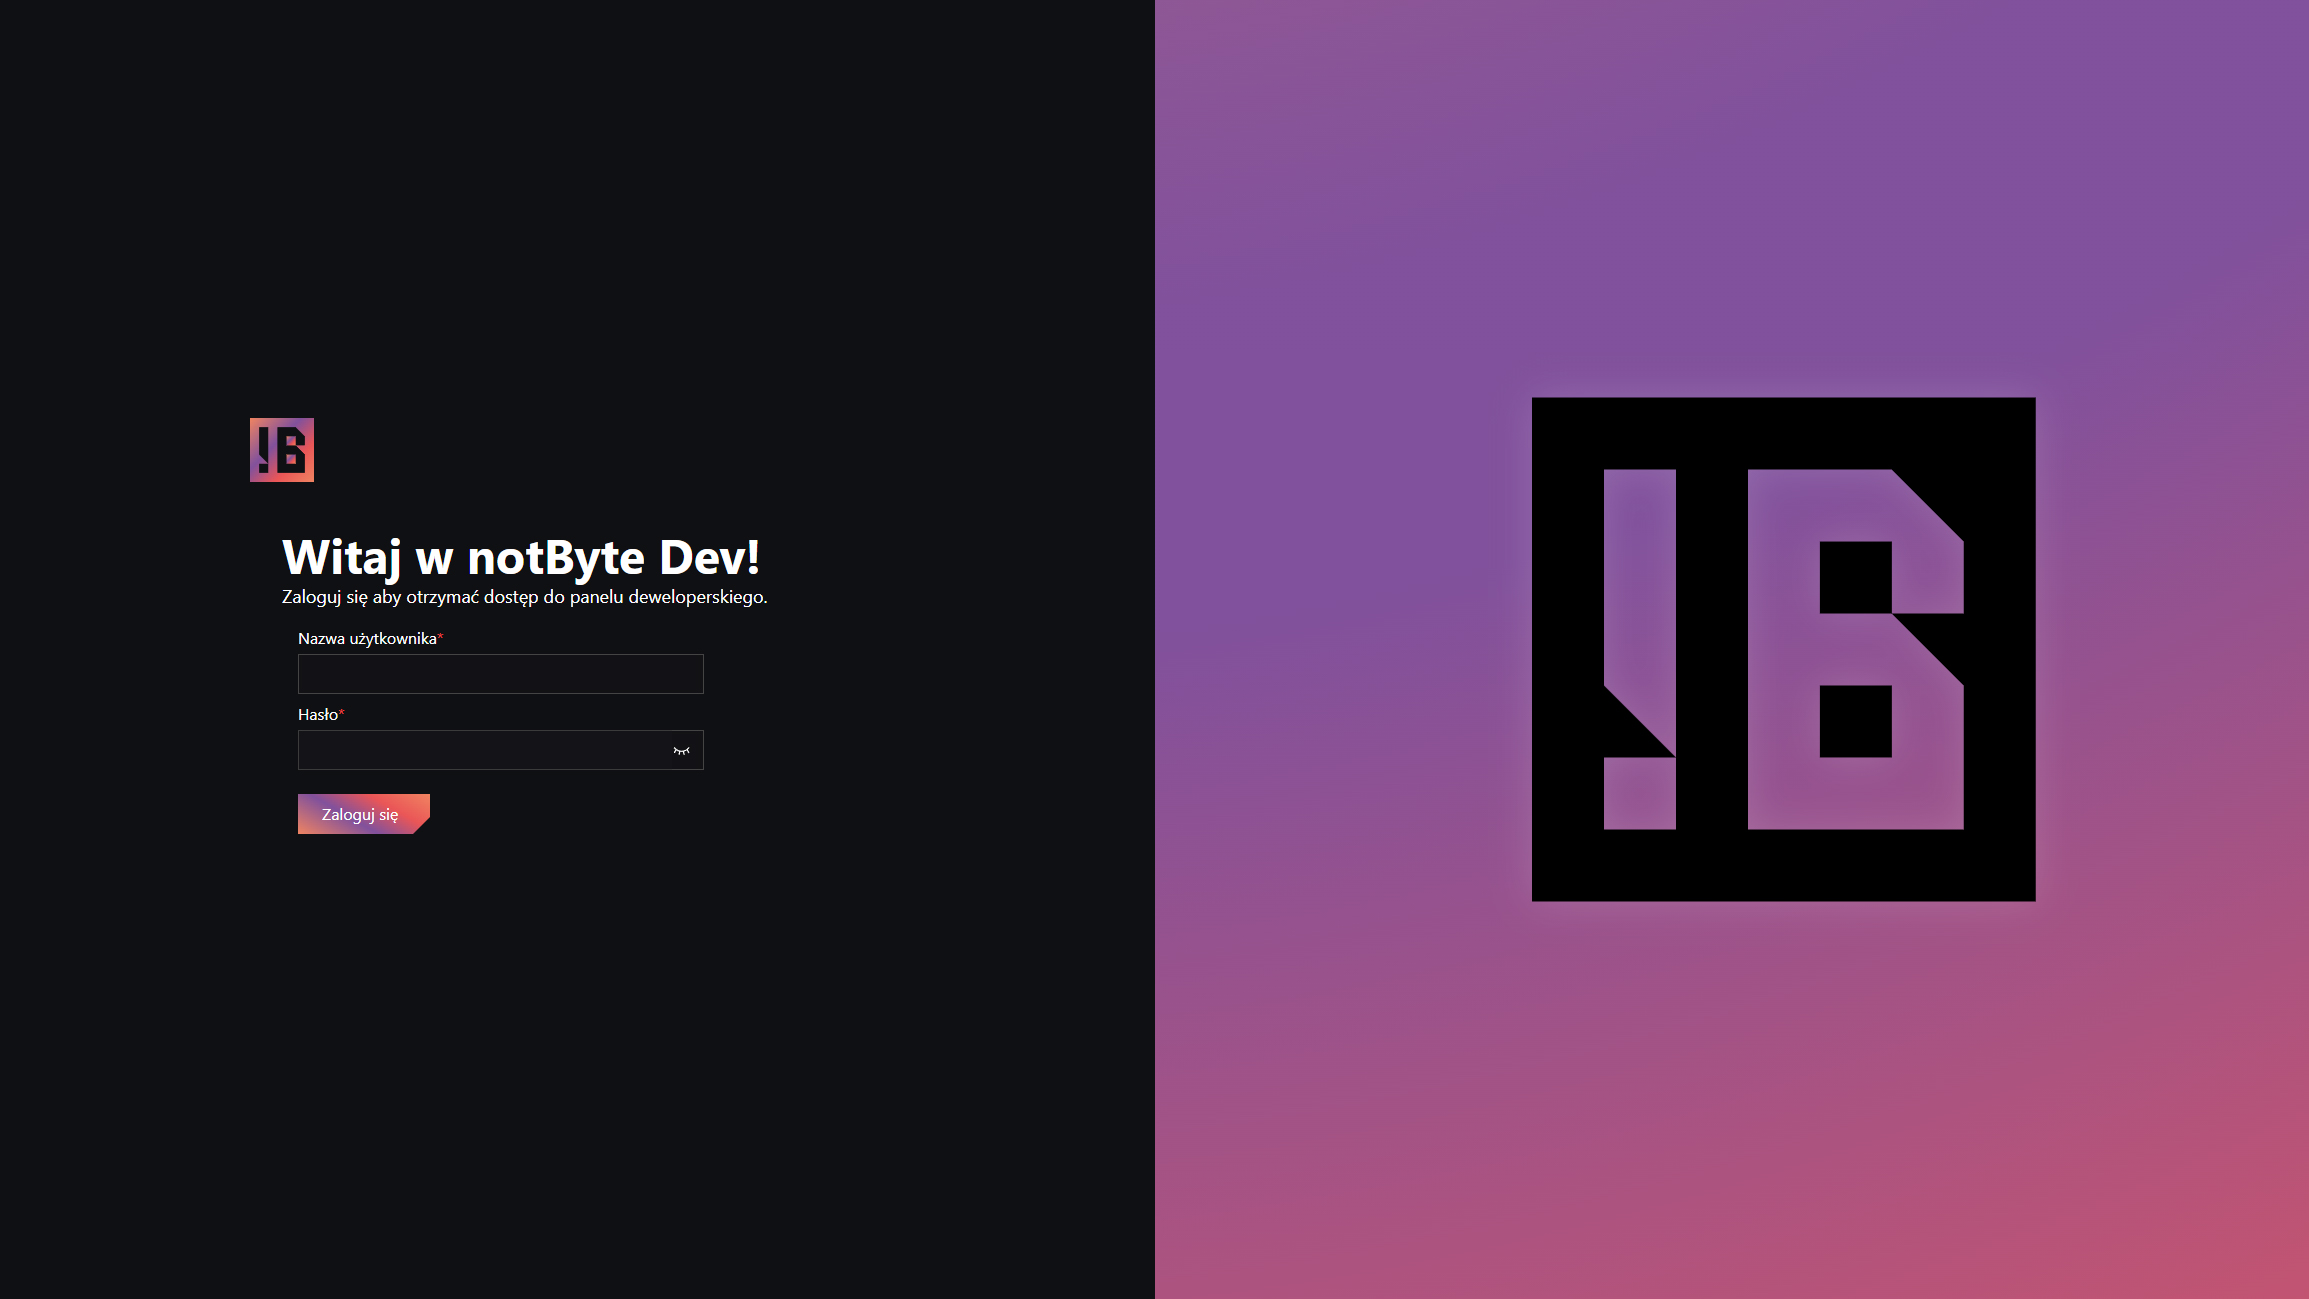 !B
Witaj w notByte Dev!
Zaloguj się aby otrzymać dostęp do panelu deweloperskiego.
Nazwa użytkownika*
Hasło*
Zaloguj się
!B